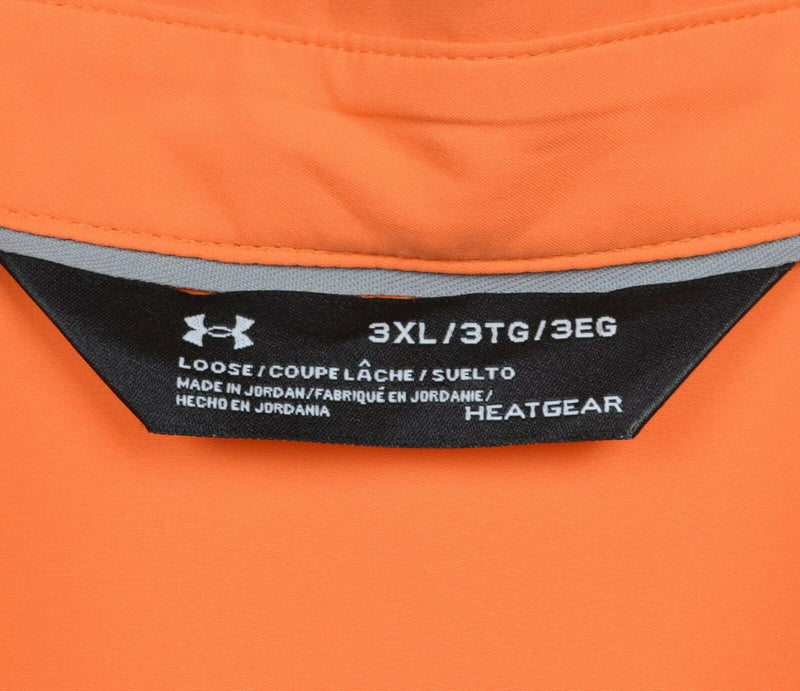 3XL/3TG/3EG
LOOSE/COUPE LÂCHE/SUELTO
MADE IN JORDAN/FABRIQUÉ EN JORDANIE/
HECHO EN JORDANIA
HEATGEAR